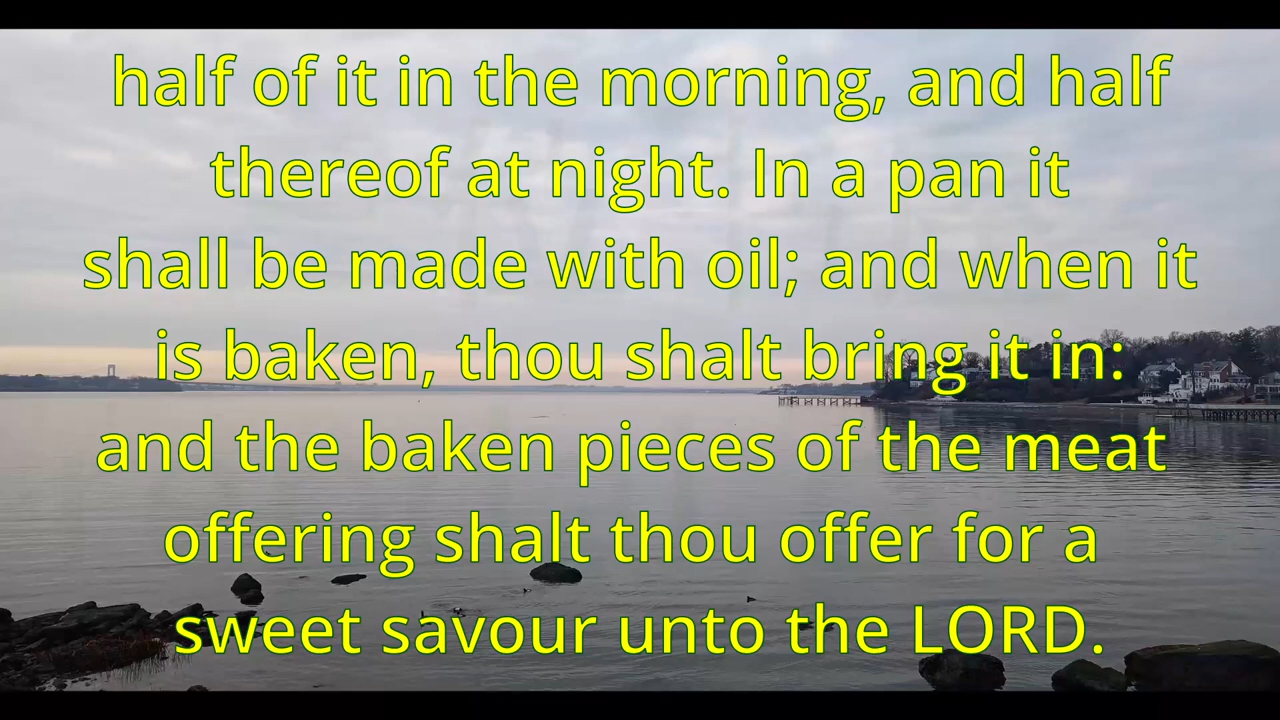 half of it in the morning, and half
thereof at night. In a pan it
shall be made with oil; and when it
is baken, thou shalt bring it in:
and the baken pieces of the meat
offering shalt thou offer for a
sweet savour unto the LORD.